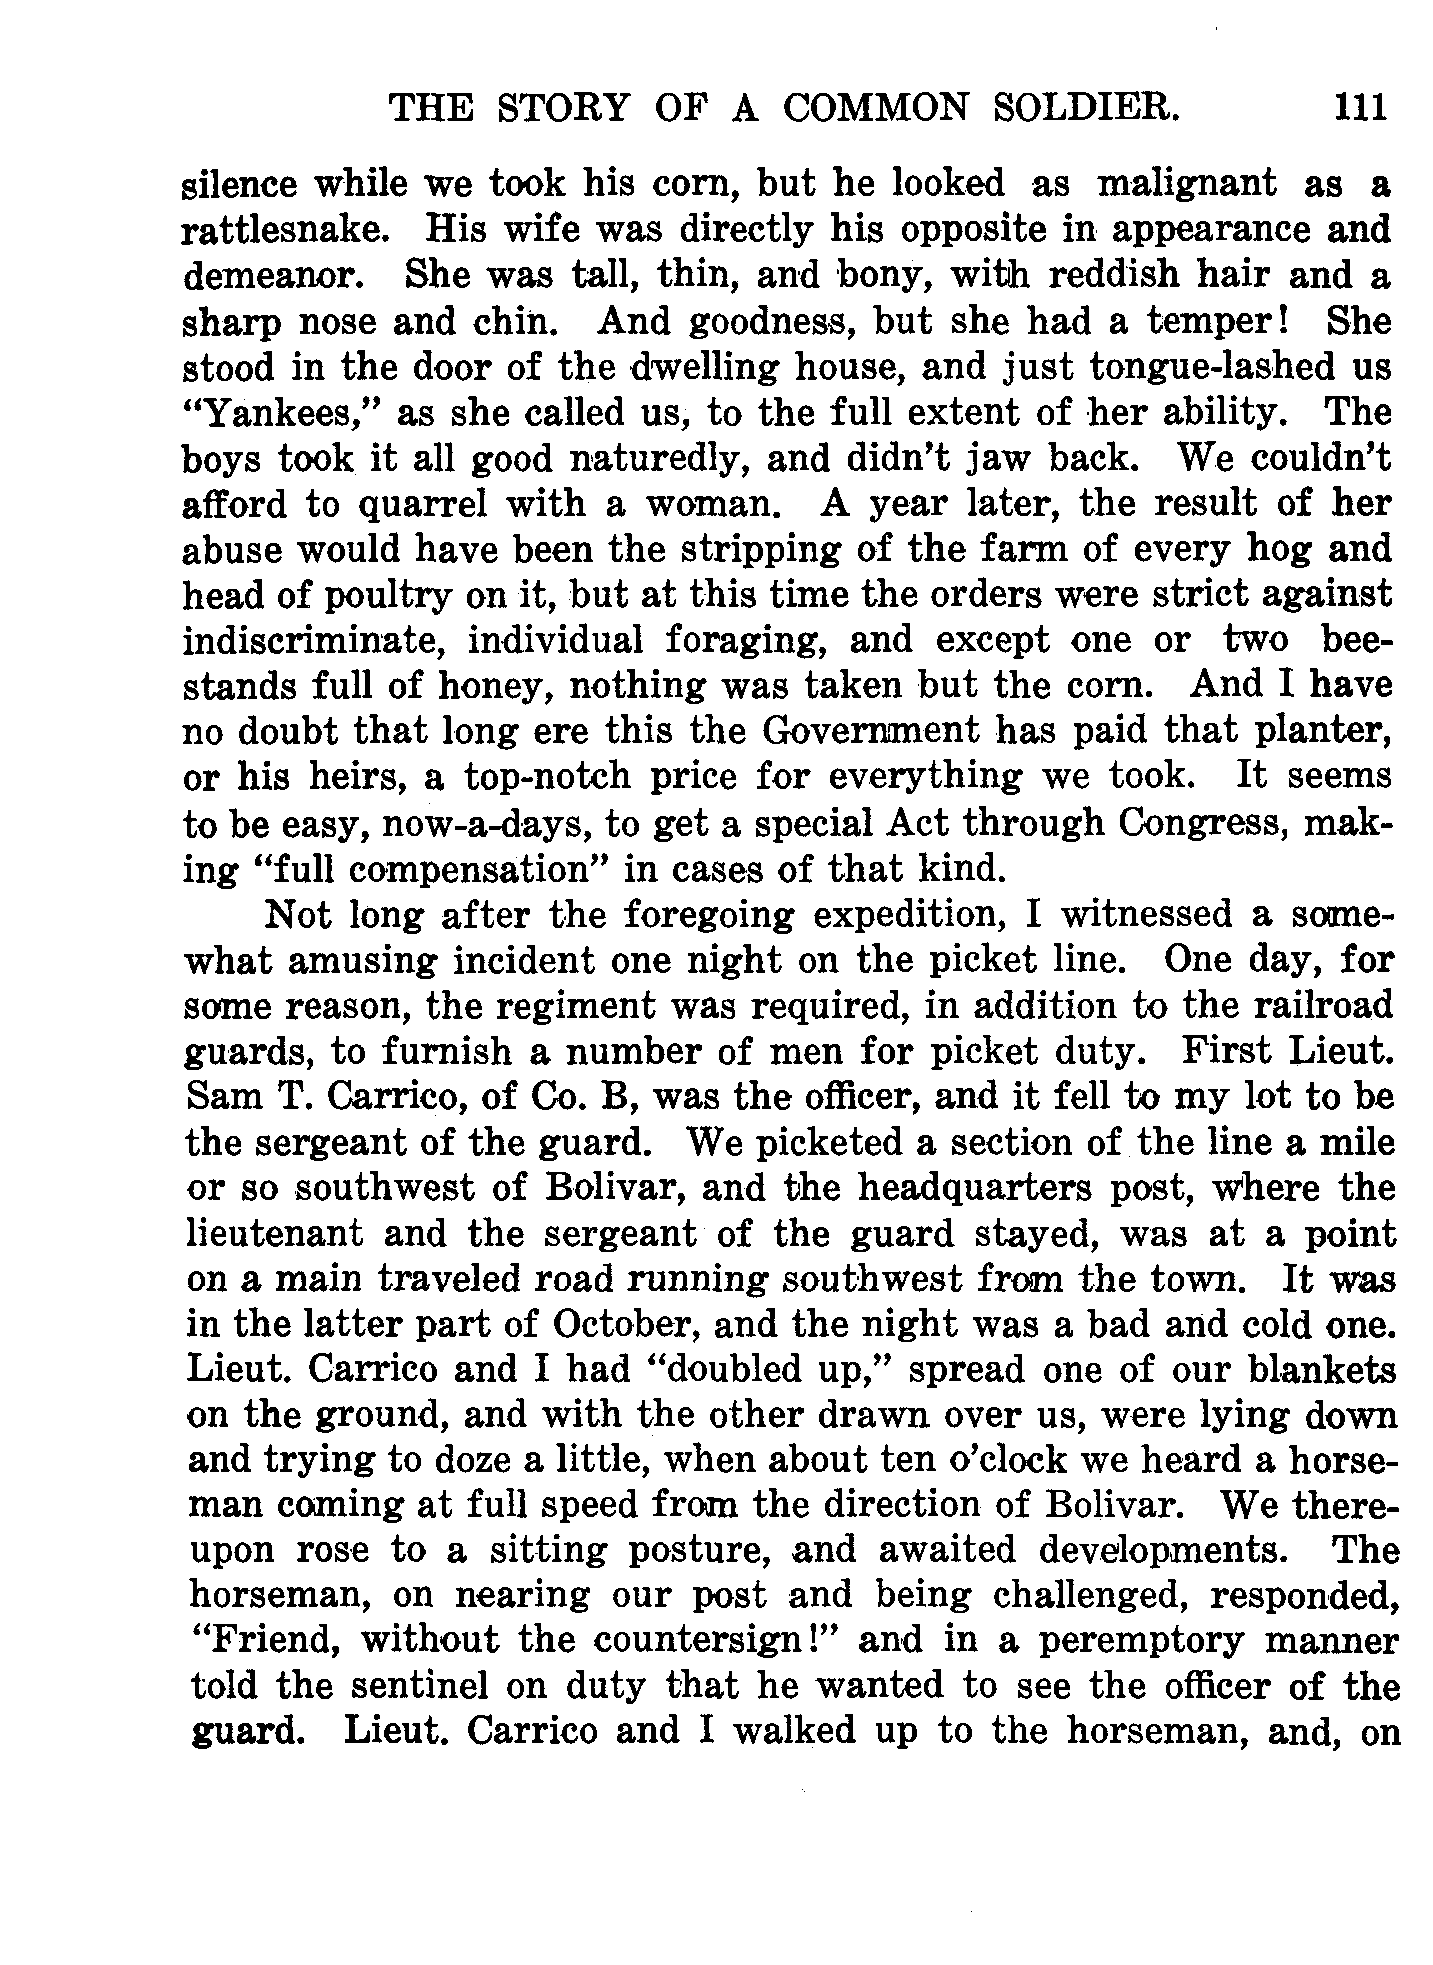 THE STORY OF A COMMON SOLDIER. 111
silence while we took his corn, but he looked as malignant as a
rattlesnake. His wife was directly his opposite in appearance and
demeanor. She was tall, thin, and bony, with reddish hair and a
sharp nose and chin. And goodness, but she had a temper! She
stood in the door of the dwelling house, and just tongue-lashed us
“Yankees,” as she called us, to the full extent of her ability. The
boys took it all good naturedly, and didn’t jaw back. We couldn’t
afford to quarrel with a woman. A year later, the result of her
abuse would have been the stripping of the farm of every hog and
head of poultry on it, but at this time the orders were strict against
indiscriminate, individual foraging, and except one or two bee-
stands full of honey, nothing was taken but the corn. And I have
no doubt that long ere this the Government has paid that planter,
or his heirs, a top-notch price for everything we took. It seems
to be easy, now-a-days, to get a special Act through Congress, mak-
ing “full compensation” in cases of that kind.
Not long after the foregoing expedition, I witnessed a some-
what amusing incident one night on the picket line. One day, for
some reason, the regiment was required, in addition to the railroad
guards, to furnish a number of men for picket duty. First Lieut.
Sam T. Carrico, of Co. B, was the officer, and it fell to my lot to be
the sergeant of the guard. We picketed a section of the line a mile
or so southwest of Bolivar, and the headquarters post, where the
lieutenant and the sergeant of the guard stayed, was at a point
on a main traveled road running southwest from the town. It was
in the latter part of October, and the night was a bad and cold one.
Lieut. Carrico and I had “doubled up,” spread one of our blankets
on the ground, and with the other drawn over us, were lying down
and trying to doze a little, when about ten o’clock we heard a horse-
man coming at full speed from the direction of Bolivar. We there-
upon rose to a sitting posture, and awaited developments. The
horseman, on nearing our post and being challenged, responded,
“Friend, without the countersign!” and in a peremptory manner
told the sentinel on duty that he wanted to see the officer of the
guard. Lieut. Carrico and I walked up to the horseman, and, on